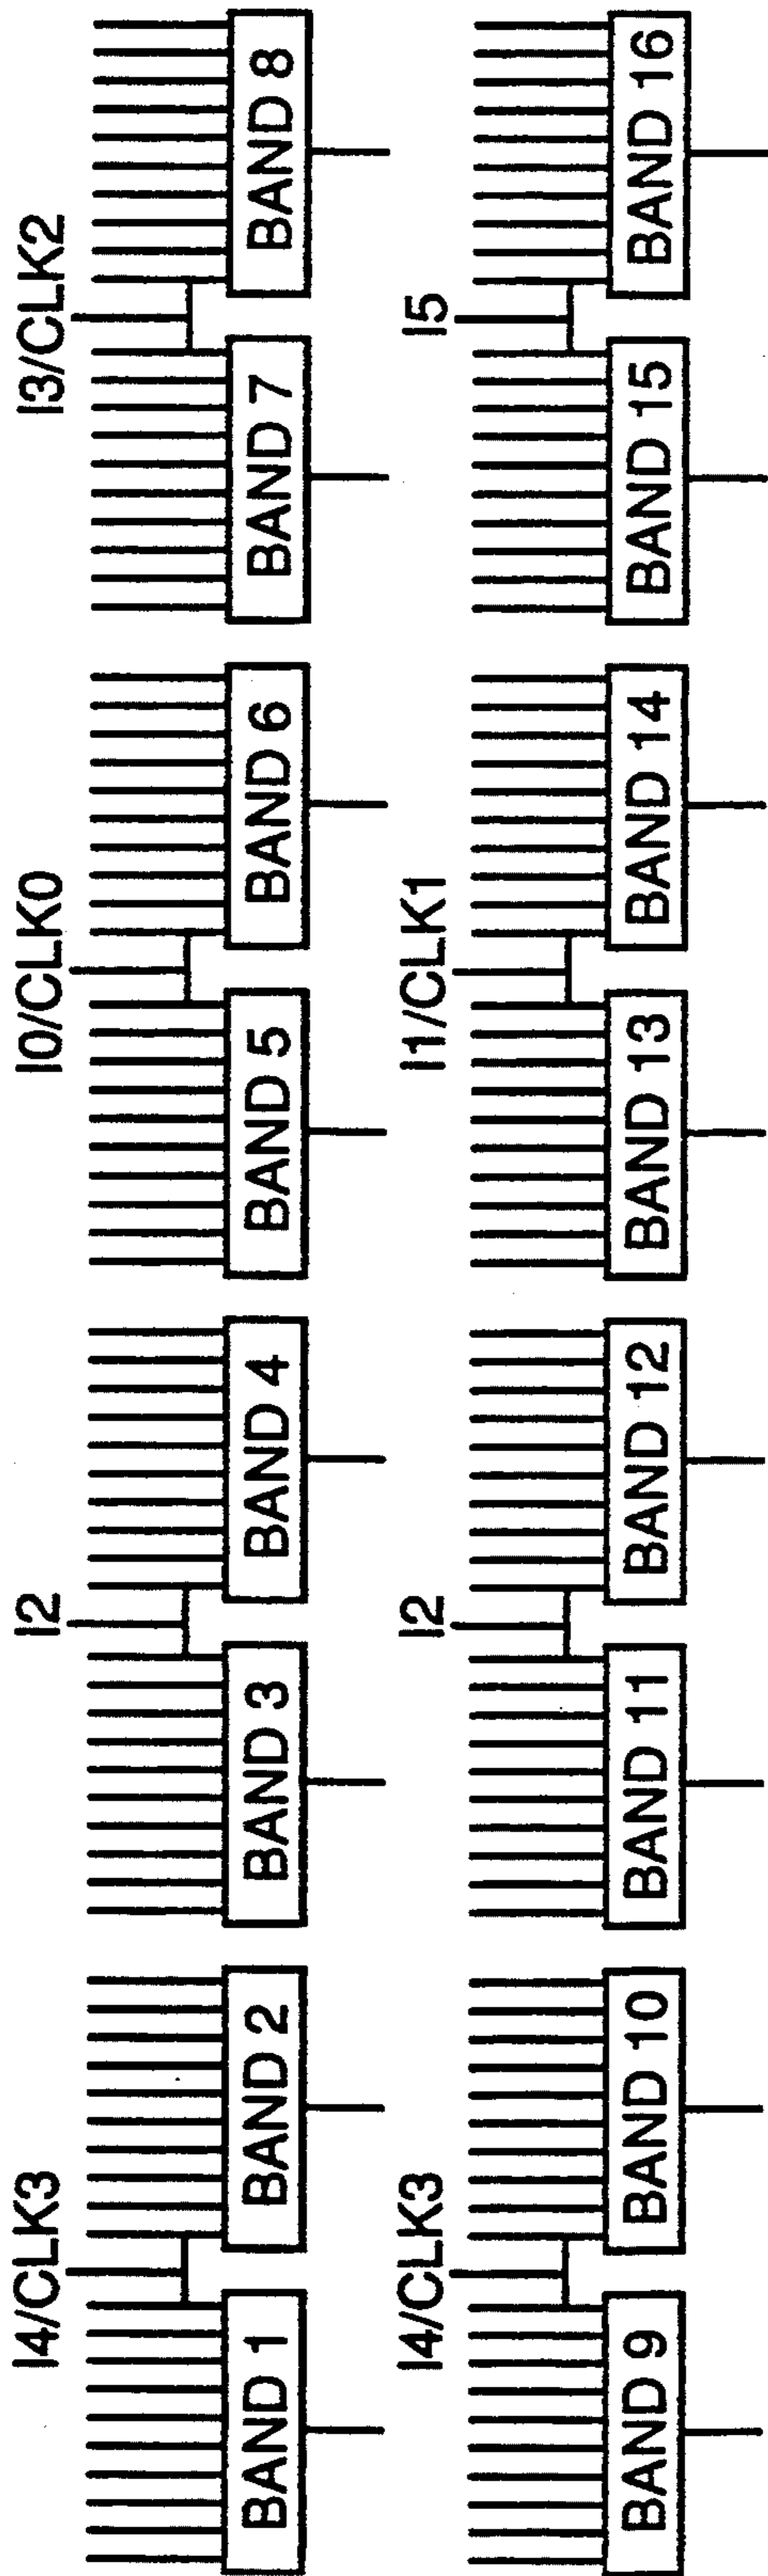 I4/CLK3
I2
I0/CLK0
I3/CLK2
BAND 1
BAND 2
BAND 3
BAND 4
BAND 5
BAND 6
BAND 7
BAND 8
I4/CLK3
I2
I1/CLK1
I5
BAND 9
BAND 10
BAND 11
BAND 12
BAND 13
BAND 14
BAND 15
BAND 16